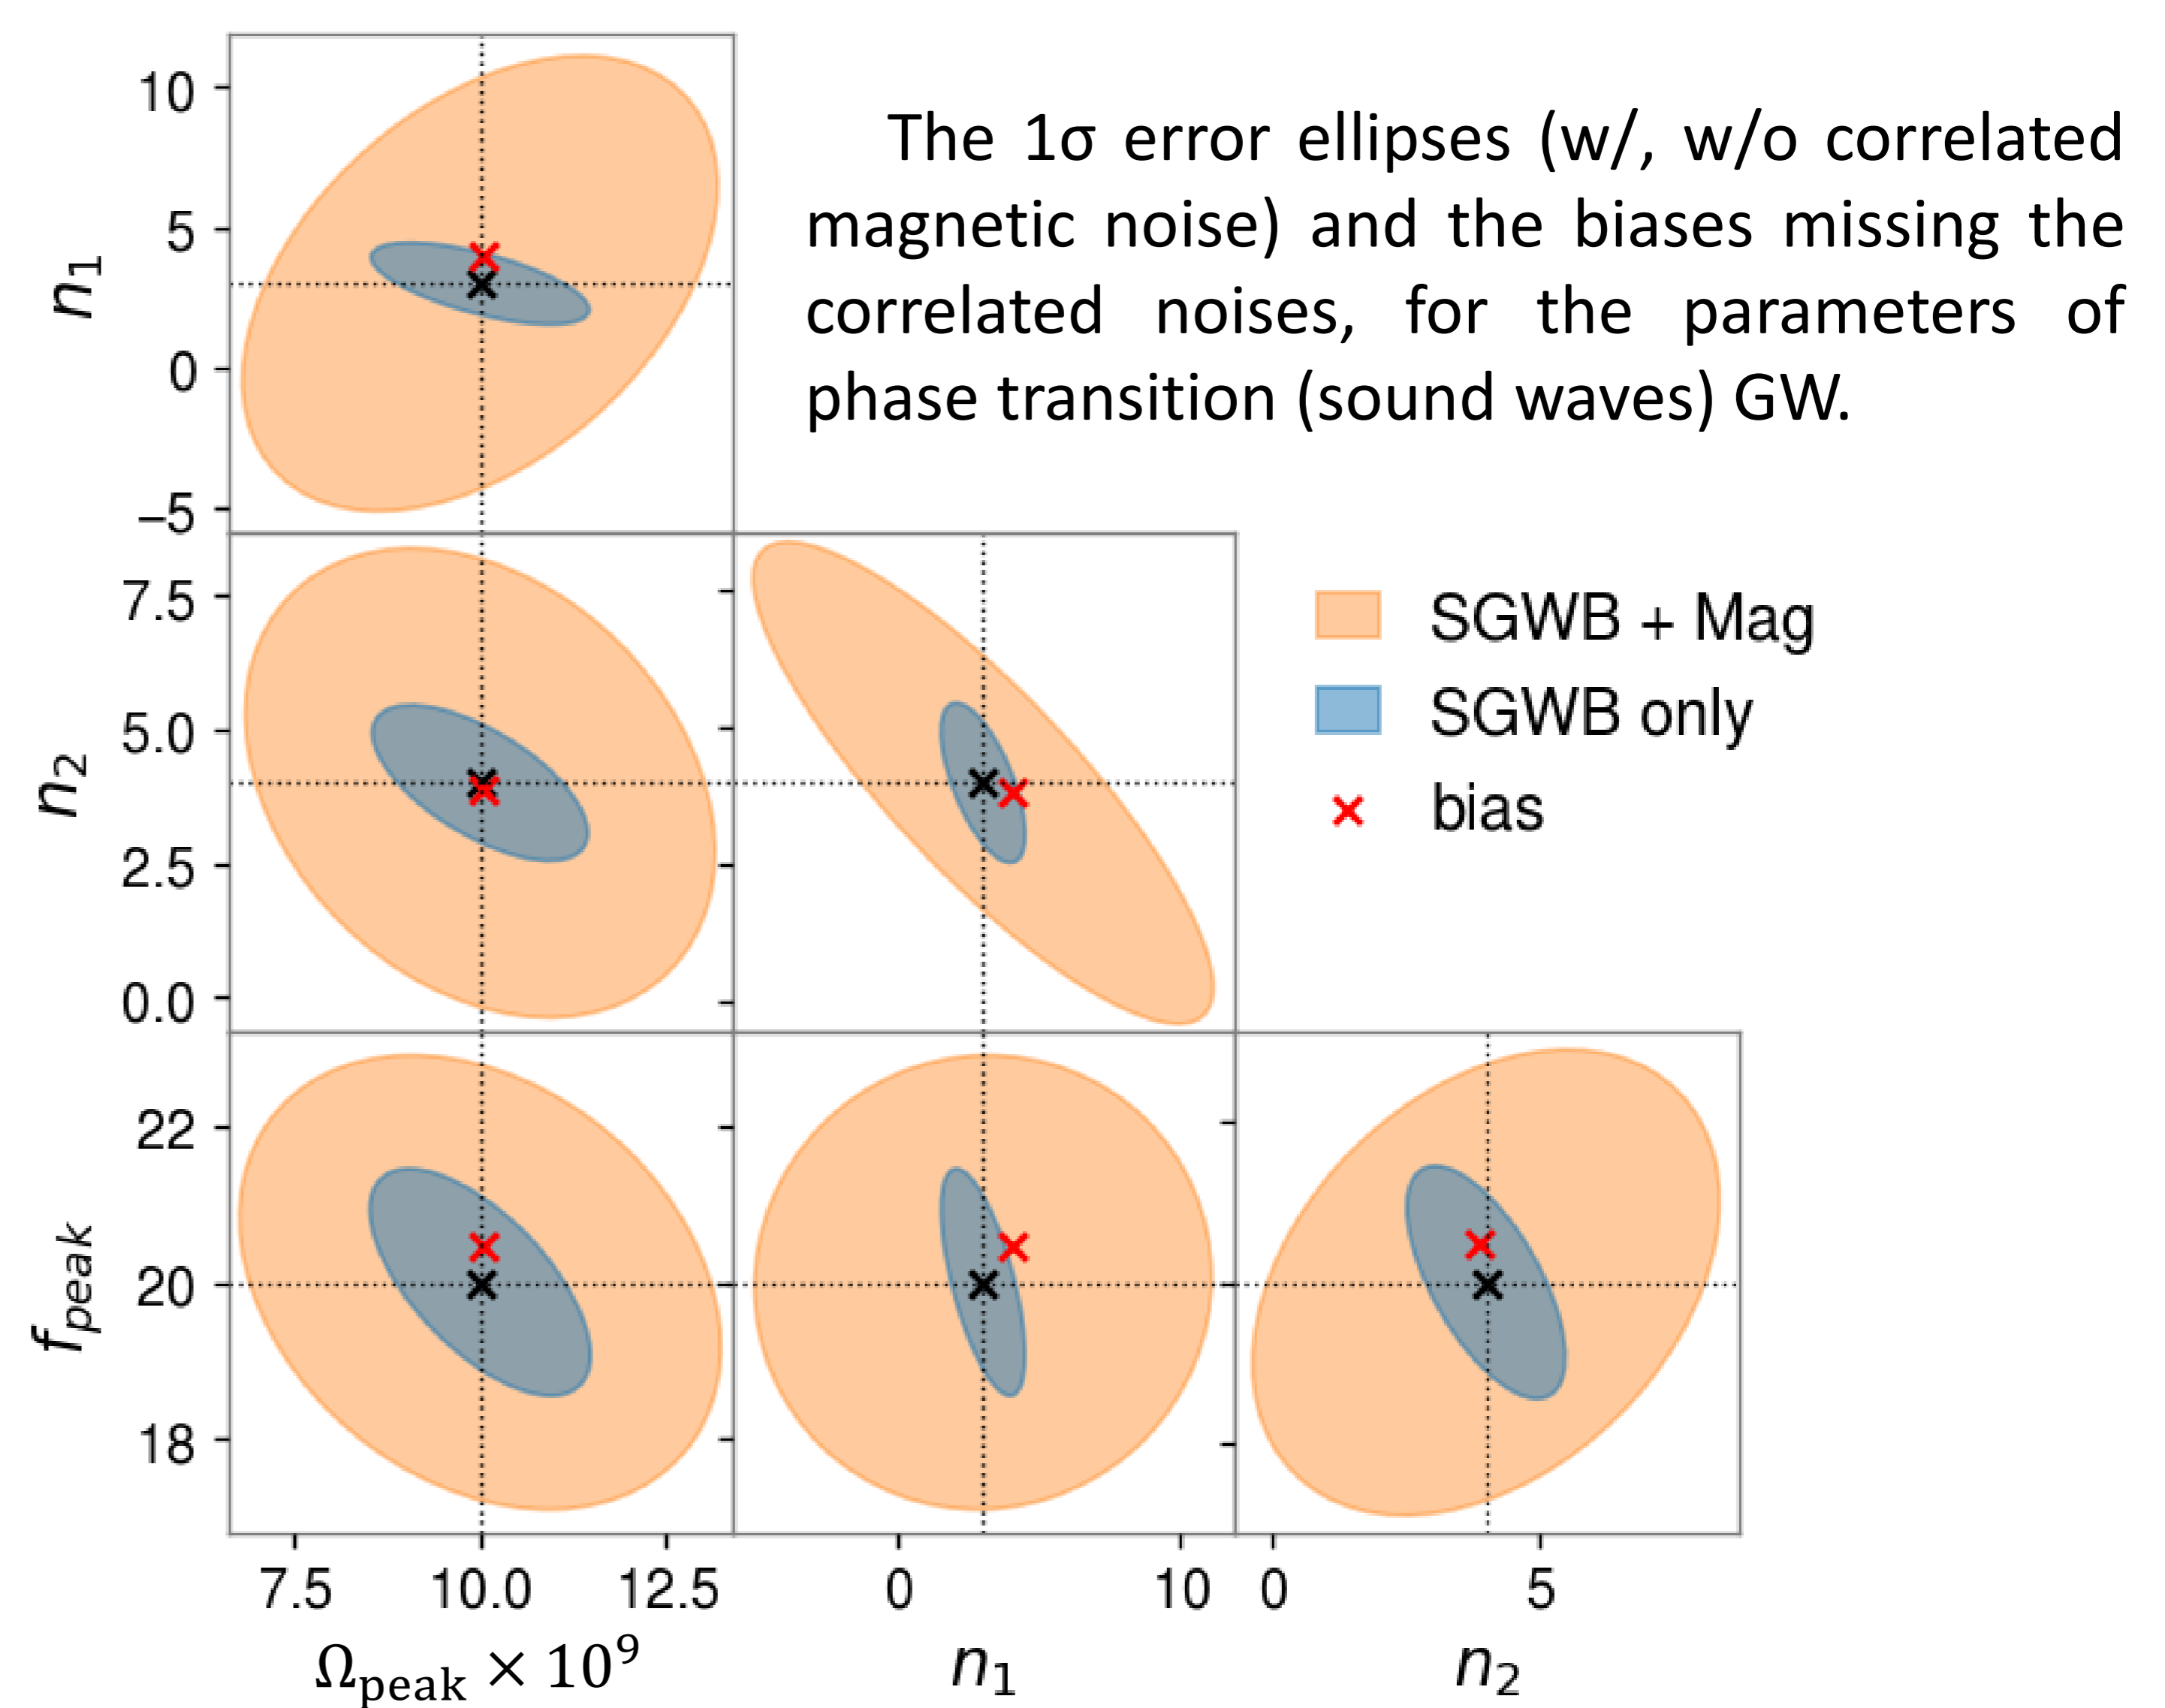 10
5
0
−5
n1
The 1σ error ellipses (w/, w/o correlated
magnetic noise) and the biases missing the
correlated noises, for the parameters of
phase transition (sound waves) GW.
7.5
5.0
2.5
0.0
n2
SGWB + Mag
SGWB only
bias
22
20
18
fpeak
7.5 10.0 12.5
0 10
0 5
Ωpeak × 10⁹
n1
n2